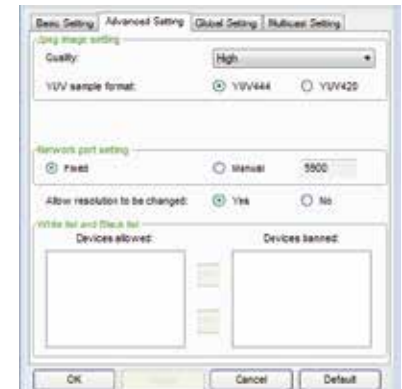 Basic Setting Advanced Setting Global Setting Multicast Setting
Jpeg image setting
Quality: High
YUV sample format: YUV444 YUV420
Network port setting
Fixed Manual 5900
Allow resolution to be changed: Yes No
White list and Black list
Devices allowed: Devices banned:
OK Cancel Default